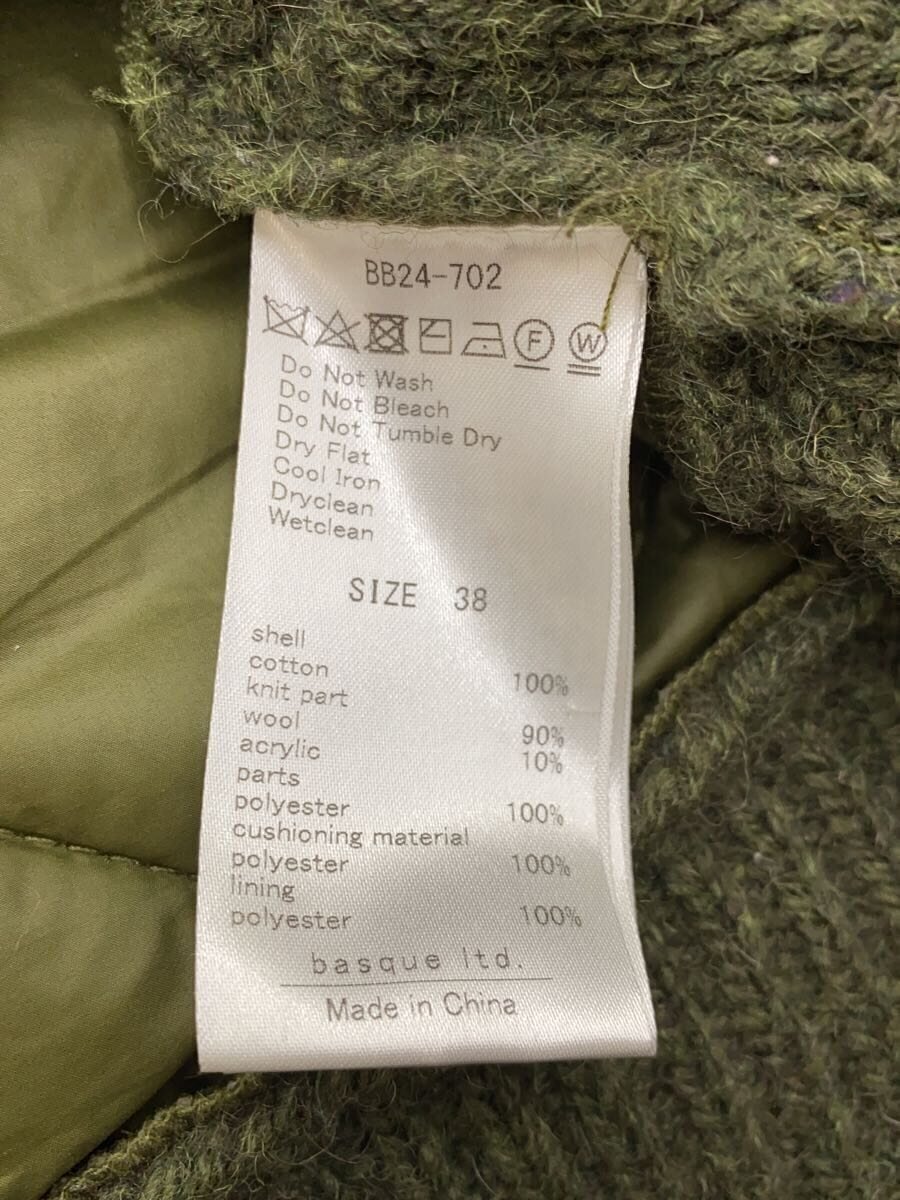 BB24-702
F W
Do Not Wash
Do Not Bleach
Do Not Tumble Dry
Dry Flat
Cool Iron
Dryclean
Wetclean
SIZE 38
shell
cotton 100%
knit part
wool 90%
acrylic 10%
parts
polyester 100%
cushioning material
polyester 100%
lining
polyester 100%
basque ltd.
Made in China